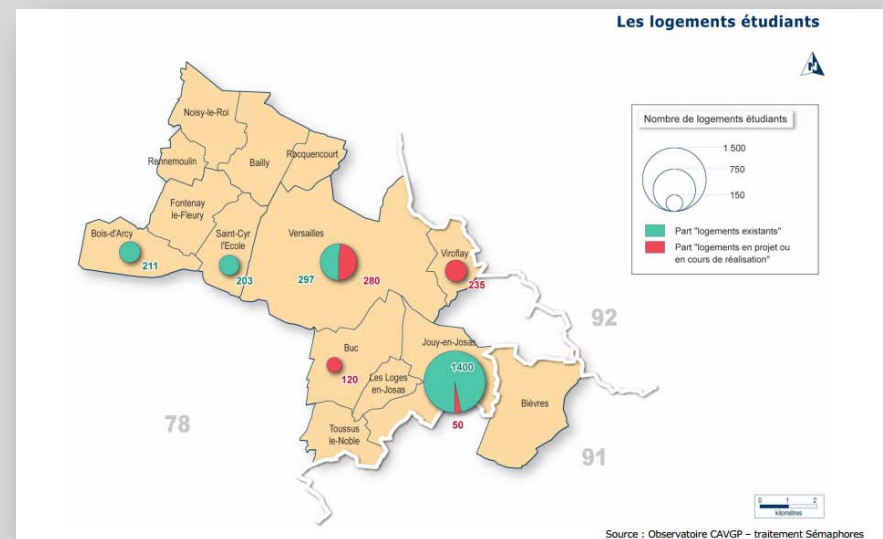 Les logements étudiants
N
Nombre de logements étudiants
1 500
750
150
Part "logements existants"
Part "logements en projet ou
en cours de réalisation"
Noisy-le-Roi
Rennemoulin
Bailly
Rocquencourt
Fontenay
le-Fleury
Bois-d'Arcy
211
Saint-Cyr
l'Ecole
203
Versailles
297
280
Viroflay
235
92
Buc
120
Les Loges
en-Josas
Jouy-en-Josas
1400
50
Bièvres
Toussus
le-Noble
78
91
0 1 2
kilomètres
Source : Observatoire CAVGP – traitement Sémaphores